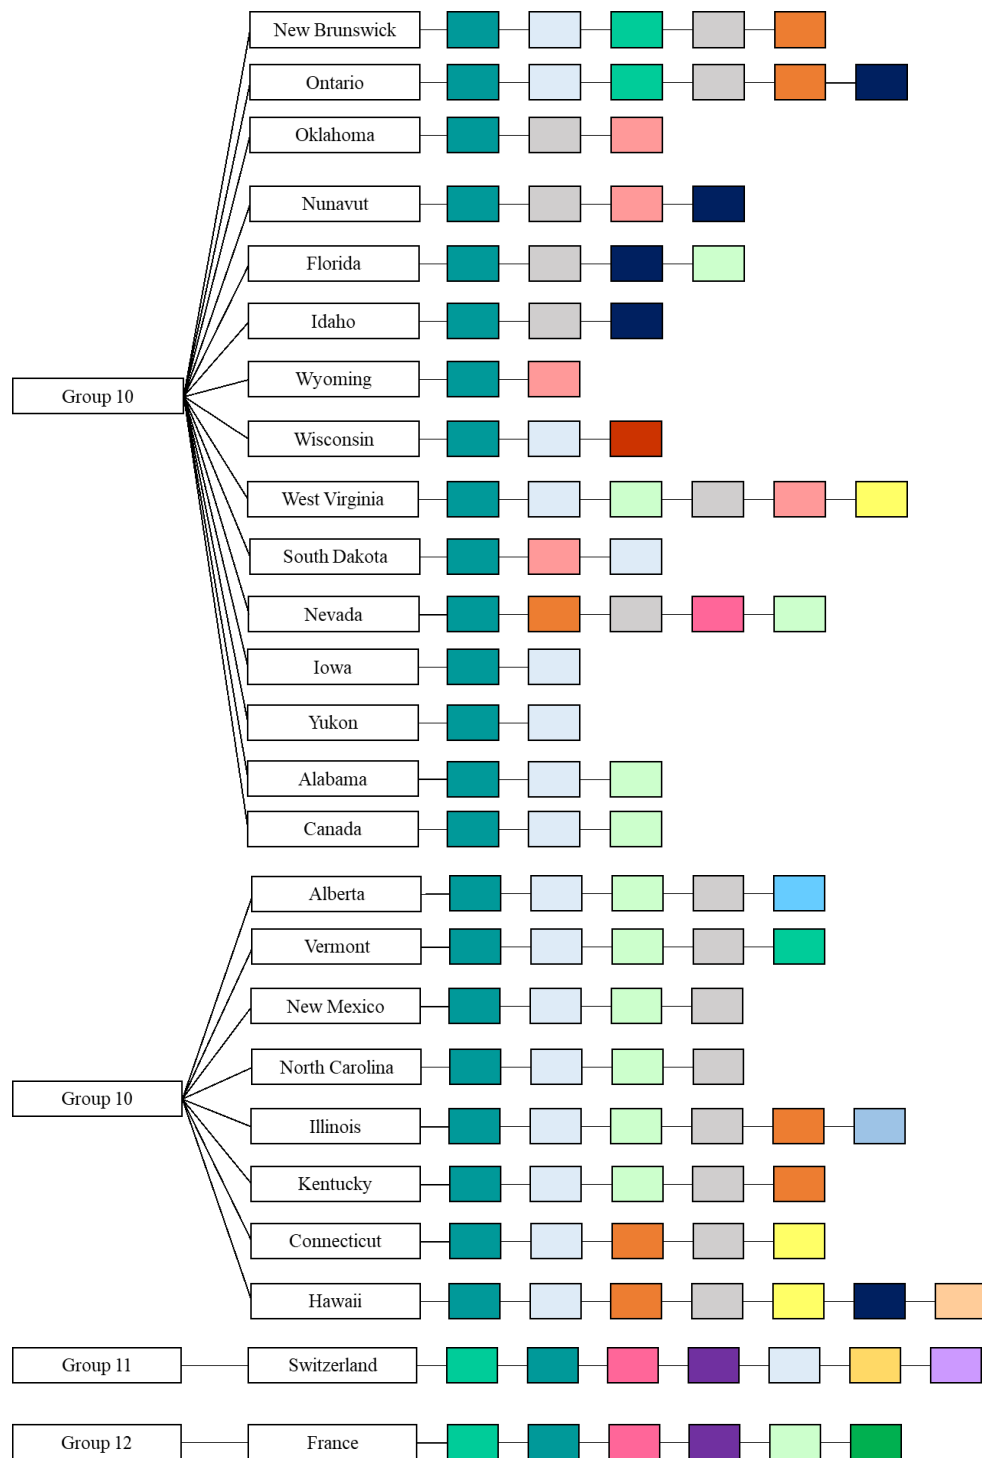 New Brunswick
Ontario
Oklahoma
Nunavut
Florida
Idaho
Wyoming
Group 10
Wisconsin
West Virginia
South Dakota
Nevada
Iowa
Yukon
Alabama
Canada
Alberta
Vermont
New Mexico
North Carolina
Group 10
Illinois
Kentucky
Connecticut
Hawaii
Group 11
Switzerland
Group 12
France